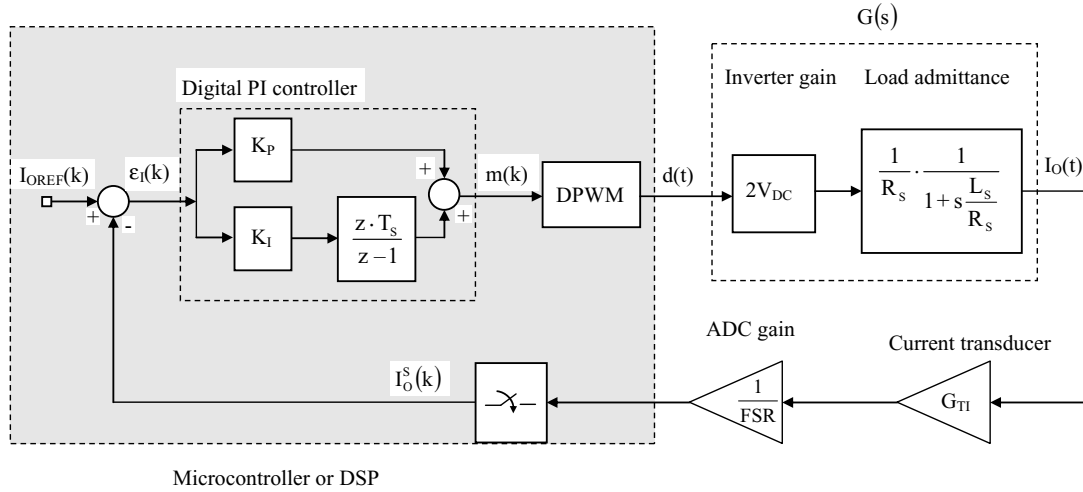 G(s)
Inverter gain
Load admittance
Digital PI controller
K_P
I_OREF(k)
ε_I(k)
+
-
+
+
m(k)
DPWM
d(t)
2V_DC
1/R_S · 1/(1 + s L_S/R_S)
I_O(t)
K_I
z · T_S
z − 1
ADC gain
Current transducer
I_O^S(k)
1/FSR
G_TI
Microcontroller or DSP